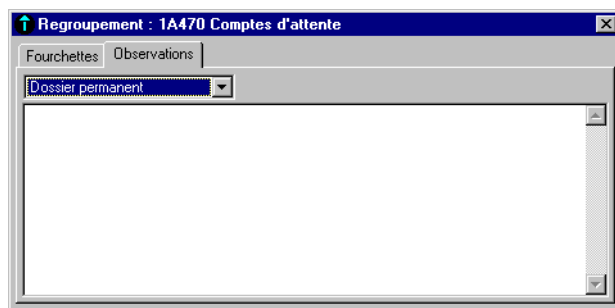 Regroupement : 1A470 Comptes d'attente
Fourchettes Observations
Dossier permanent